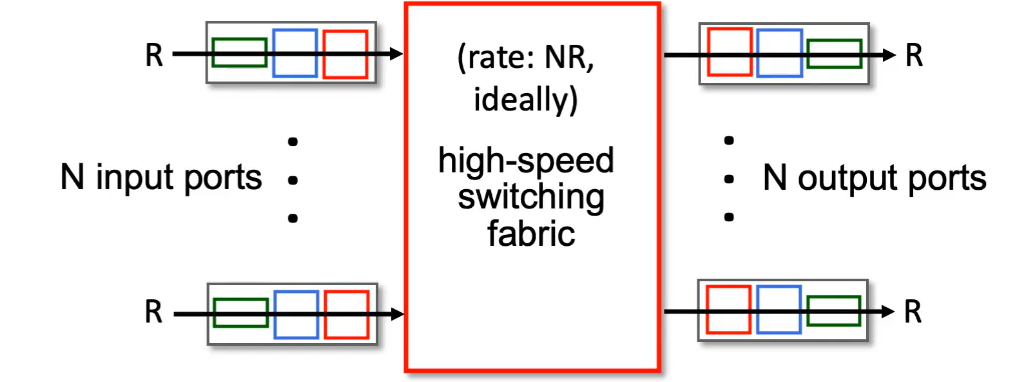 R
(rate: NR,
ideally)
R
high-speed
switching
fabric
N input ports
N output ports
R
R